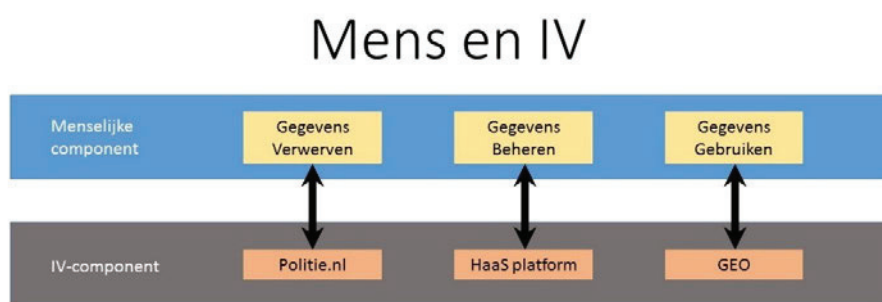 Mens en IV
Menselijke
component
Gegevens
Verwerven
Gegevens
Beheren
Gegevens
Gebruiken
IV-component
Politie.nl
HaaS platform
GEO